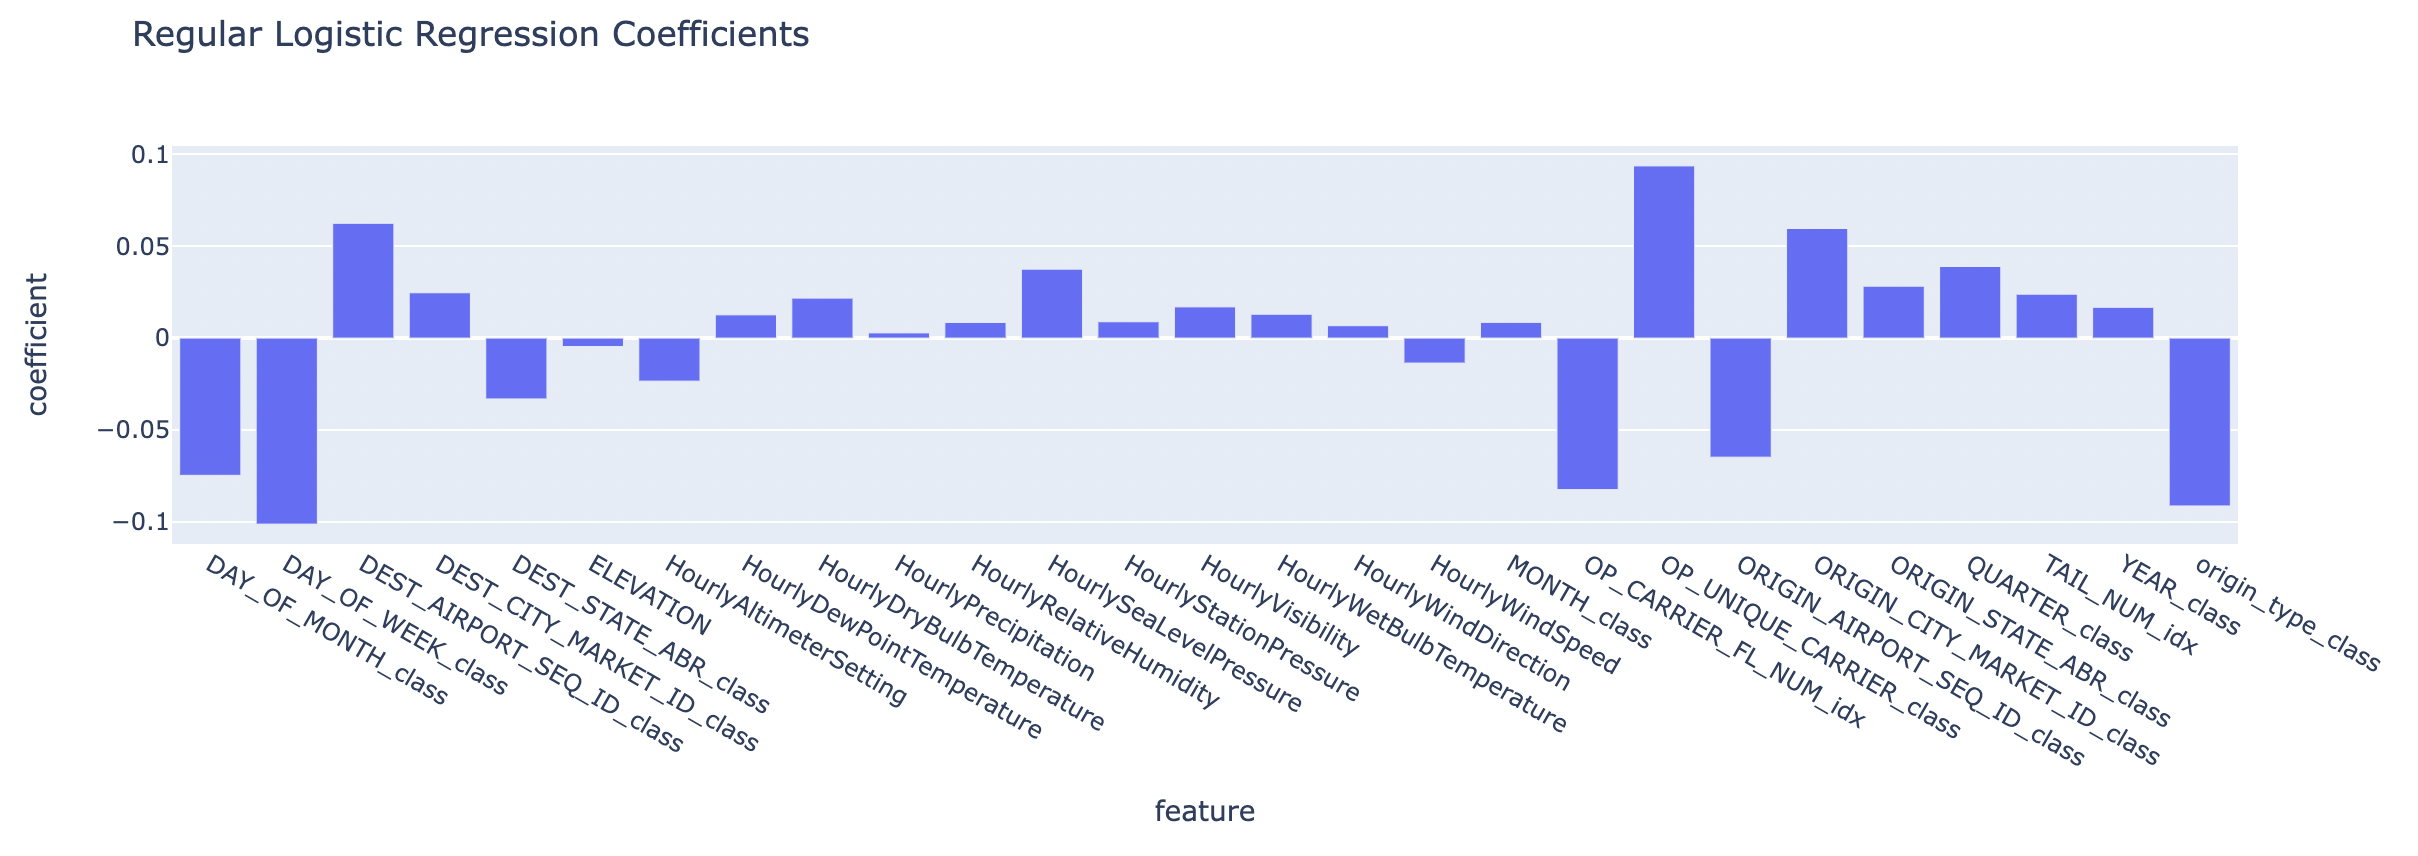 Regular Logistic Regression Coefficients
coefficient
0.1
0.05
0
−0.05
−0.1
DAY_OF_MONTH_class
DAY_OF_WEEK_class
DEST_AIRPORT_SEQ_ID_class
DEST_CITY_MARKET_ID_class
DEST_STATE_ABR_class
ELEVATION
HourlyAltimeterSetting
HourlyDewPointTemperature
HourlyDryBulbTemperature
HourlyPrecipitation
HourlyRelativeHumidity
HourlySeaLevelPressure
HourlyStationPressure
HourlyVisibility
HourlyWetBulbTemperature
HourlyWindDirection
HourlyWindSpeed
MONTH_class
OP_CARRIER_FL_NUM_idx
OP_UNIQUE_CARRIER_class
ORIGIN_AIRPORT_SEQ_ID_class
ORIGIN_CITY_MARKET_ID_class
ORIGIN_STATE_ABR_class
QUARTER_class
TAIL_NUM_idx
YEAR_class
origin_type_class
feature